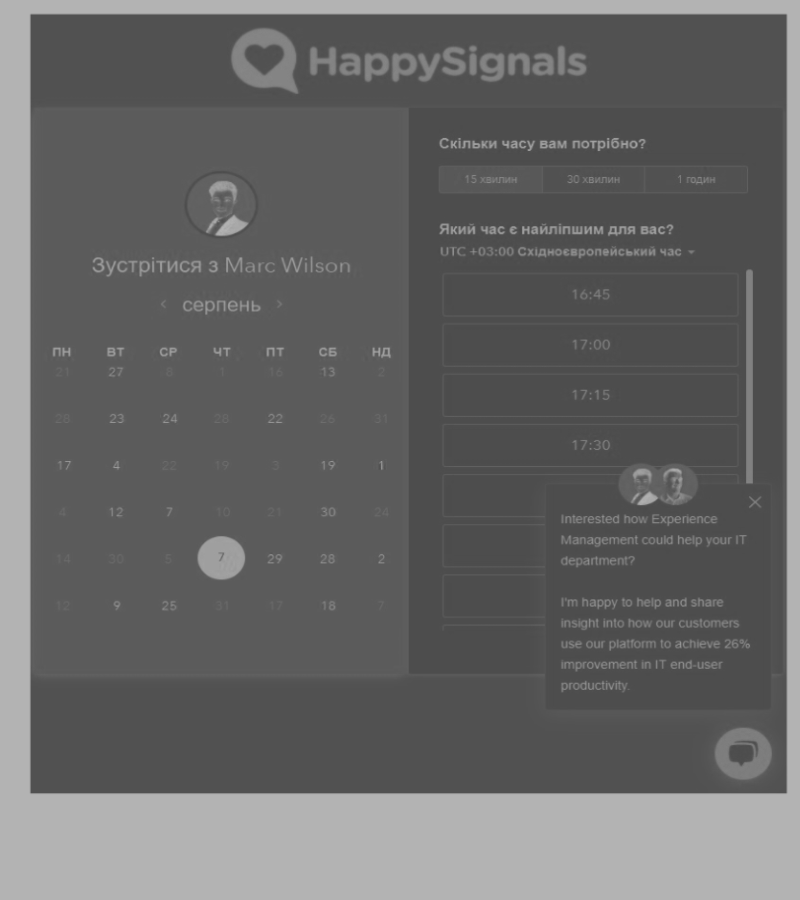 HappySignals
Зустрітися з Marc Wilson
серпень
ПН ВТ СР ЧТ ПТ СБ НД
21 27 6 1 16 13 2
28 23 24 28 22 26 31
17 4 22 19 3 19 1
4 12 7 10 21 30 24
14 30 5 7 29 28 2
12 9 25 31 17 18 7
Скільки часу вам потрібно?
15 хвилин 30 хвилин 1 годин
Який час є найліпшим для вас?
UTC +03:00 Східноєвропейський час
16:45
17:00
17:15
17:30
Interested how Experience
Management could help your IT
department?
I'm happy to help and share
insight into how our customers
use our platform to achieve 26%
improvement in IT end-user
productivity.